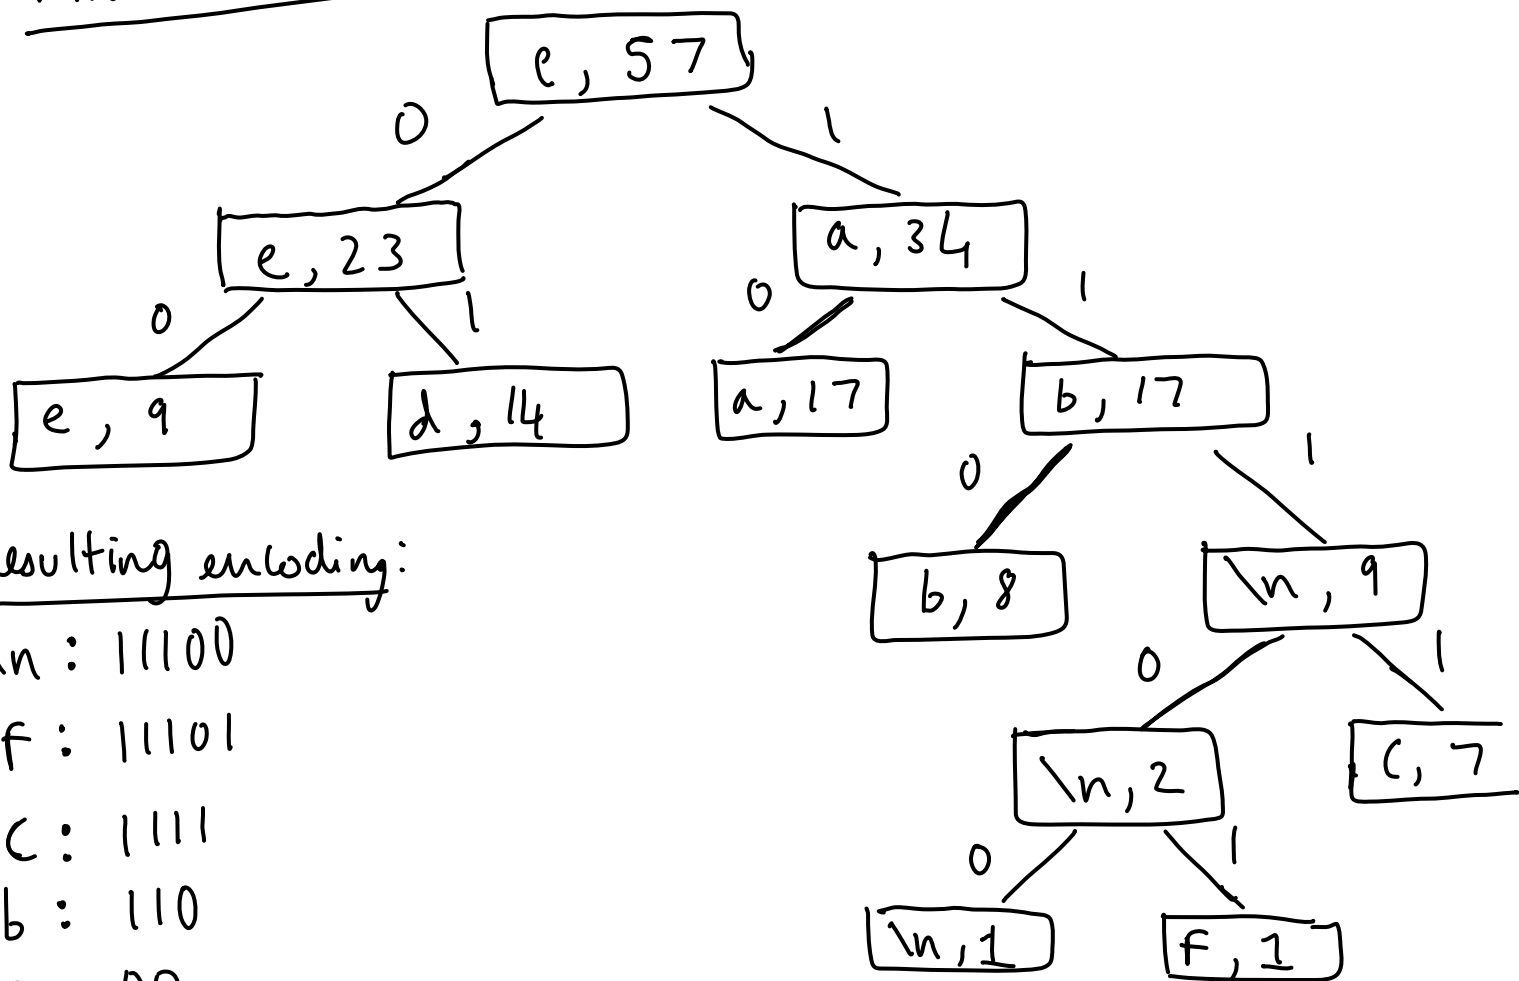 e, 57
0 1
e, 23 a, 34
0 1 0 1
e, 9 d, 14 a, 17 b, 17
0 1
b, 8 \n, 9
encoding:
\n : 11100
0 1
f : 11101
\n, 2 c, 7
c : 1111
0 1
b : 110
\n, 1 f, 1